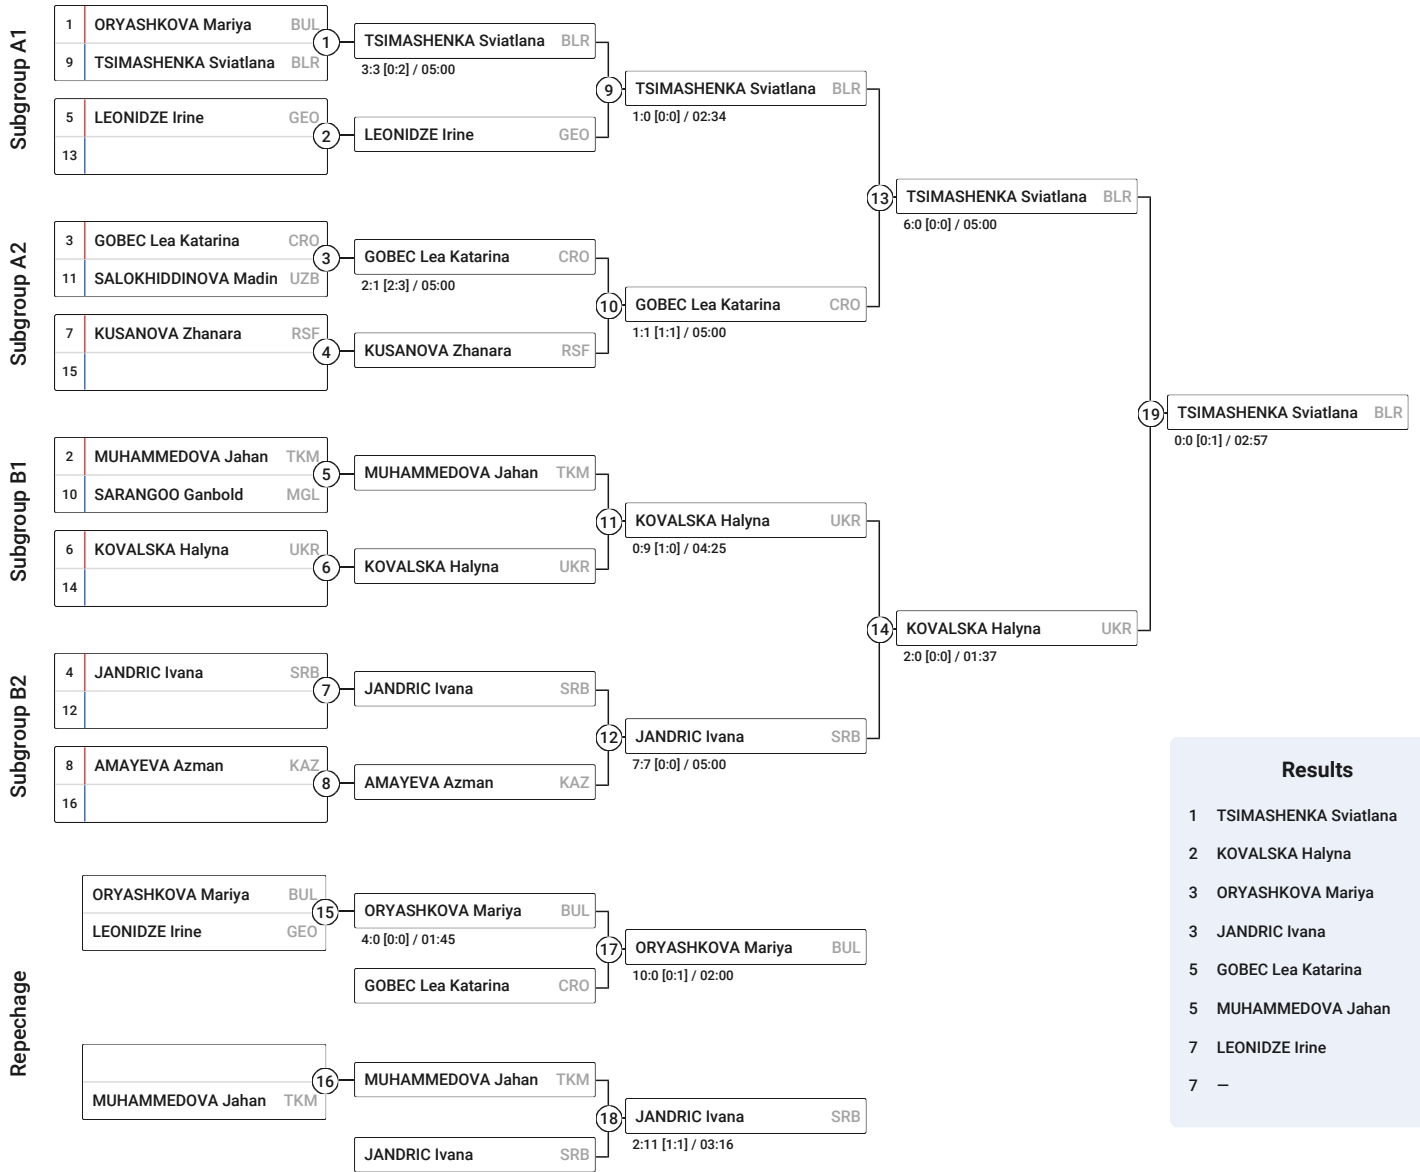 Subgroup A1
1 ORYASHKOVA Mariya BUL
9 TSIMASHENKA Sviatlana BLR
1
TSIMASHENKA Sviatlana BLR
3:3 [0:2] / 05:00
5 LEONIDZE Irine GEO
13
2
LEONIDZE Irine GEO
9
TSIMASHENKA Sviatlana BLR
1:0 [0:0] / 02:34
Subgroup A2
3 GOBEC Lea Katarina CRO
11 SALOKHIDDINOVA Madin UZB
3
GOBEC Lea Katarina CRO
2:1 [2:3] / 05:00
7 KUSANOVA Zhanara RSF
15
4
KUSANOVA Zhanara RSF
10
GOBEC Lea Katarina CRO
1:1 [1:1] / 05:00
13
TSIMASHENKA Sviatlana BLR
6:0 [0:0] / 05:00
Subgroup B1
2 MUHAMMEDOVA Jahan TKM
10 SARANGOO Ganbold MGL
5
MUHAMMEDOVA Jahan TKM
6 KOVALSKA Halyna UKR
14
6
KOVALSKA Halyna UKR
11
KOVALSKA Halyna UKR
0:9 [1:0] / 04:25
Subgroup B2
4 JANDRIC Ivana SRB
12
7
JANDRIC Ivana SRB
8 AMAYEVA Azman KAZ
16
8
AMAYEVA Azman KAZ
12
JANDRIC Ivana SRB
7:7 [0:0] / 05:00
14
KOVALSKA Halyna UKR
2:0 [0:0] / 01:37
19
TSIMASHENKA Sviatlana BLR
0:0 [0:1] / 02:57
Repechage
ORYASHKOVA Mariya BUL
LEONIDZE Irine GEO
15
ORYASHKOVA Mariya BUL
4:0 [0:0] / 01:45
GOBEC Lea Katarina CRO
17
ORYASHKOVA Mariya BUL
10:0 [0:1] / 02:00
MUHAMMEDOVA Jahan TKM
16
MUHAMMEDOVA Jahan TKM
JANDRIC Ivana SRB
18
JANDRIC Ivana SRB
2:11 [1:1] / 03:16
Results
1 TSIMASHENKA Sviatlana
2 KOVALSKA Halyna
3 ORYASHKOVA Mariya
3 JANDRIC Ivana
5 GOBEC Lea Katarina
5 MUHAMMEDOVA Jahan
7 LEONIDZE Irine
7 —